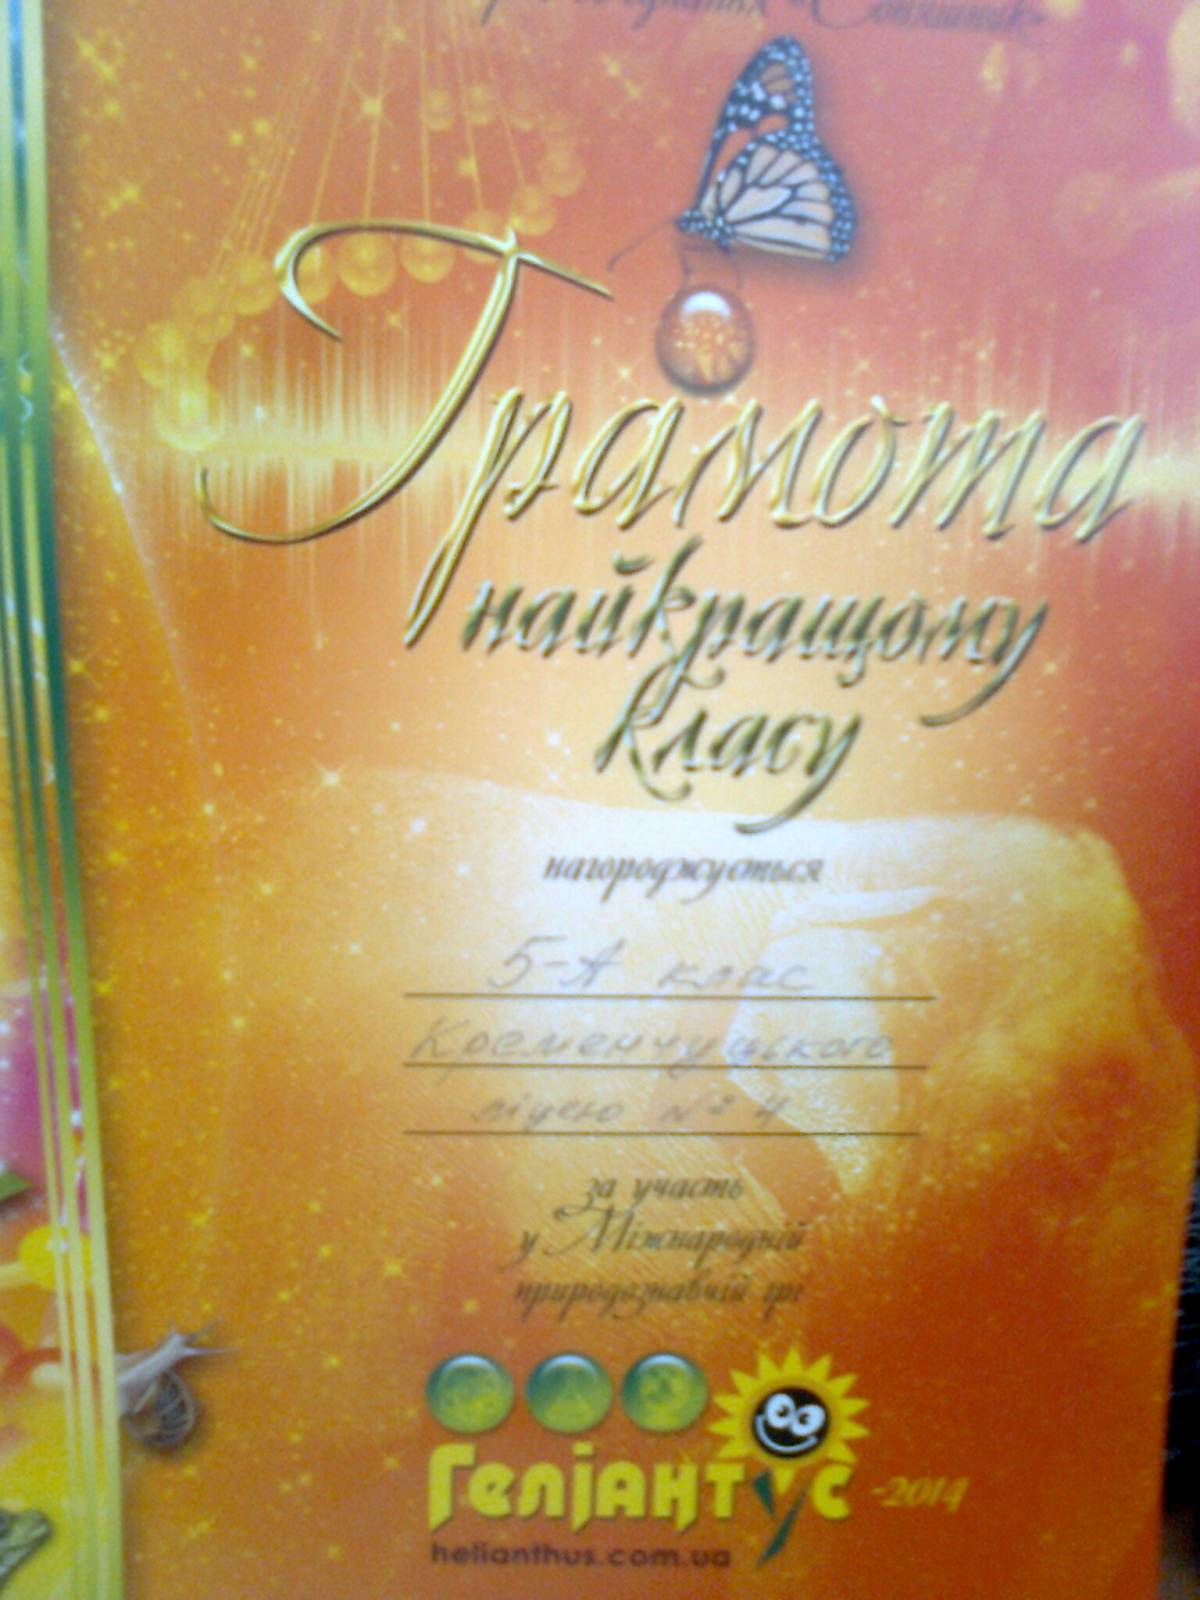 «Соняшник»
Грамота
найкращому
класу
нагороджується
5-А клас
Кременчуцького
ліцею № 4
за участь
у Міжнародній
природознавчій грі
Геліантус -2014
helianthus.com.ua